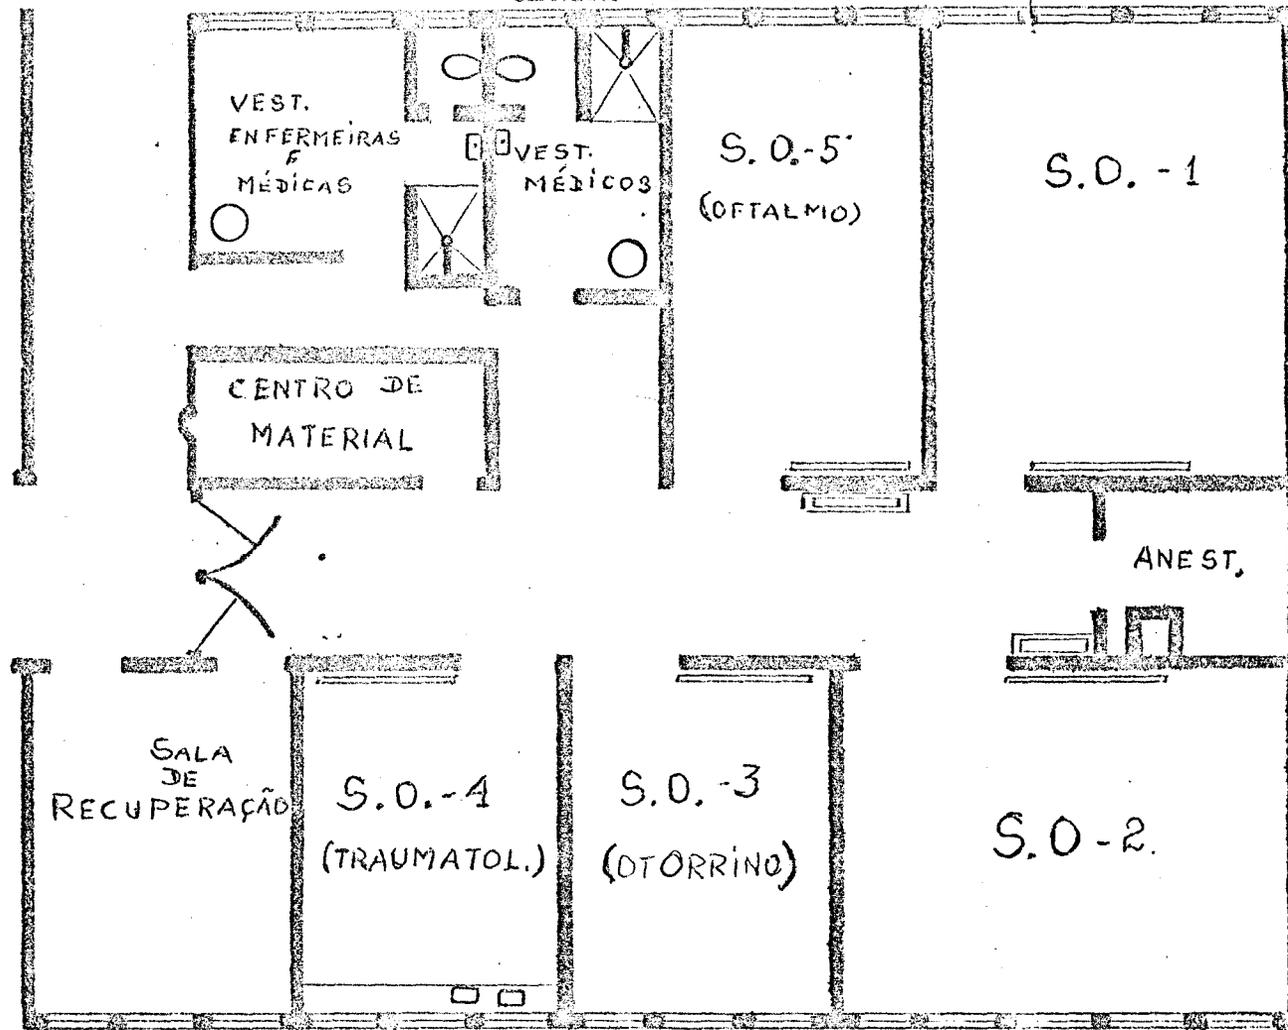 VEST.
ENFERMEIRAS
E
MÉDICAS
VEST.
MÉDICOS
S. O.-5
(OFTALMO)
S.O. - 1
CENTRO DE
MATERIAL
ANEST.
SALA
DE
RECUPERAÇÃO
S.O.-4
(TRAUMATOL.)
S.O. -3
(OTORRINO)
S.O-2.